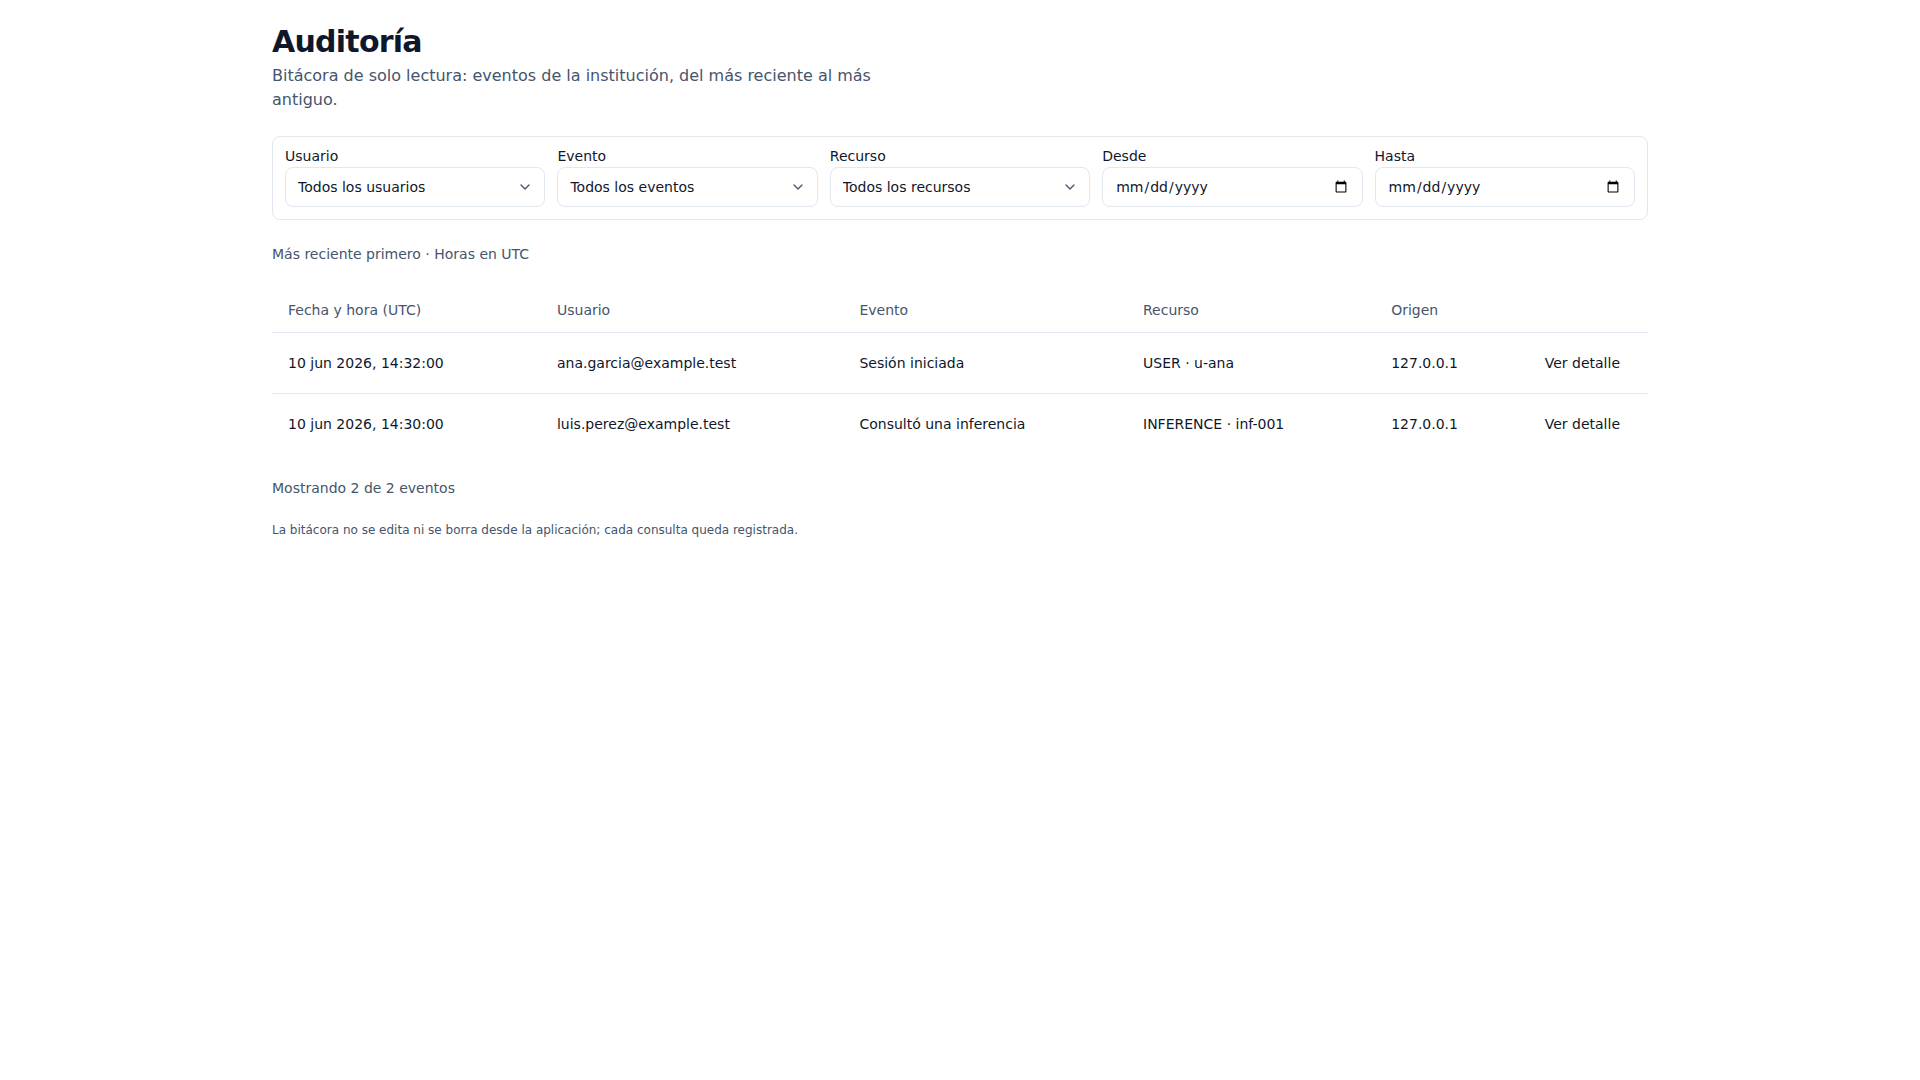 Auditoría
Bitácora de solo lectura: eventos de la institución, del más reciente al más
antiguo.
Usuario Evento Recurso Desde Hasta
Todos los usuarios Todos los eventos Todos los recursos mm/dd/yyyy mm/dd/yyyy
Más reciente primero · Horas en UTC
Fecha y hora (UTC) Usuario Evento Recurso Origen
10 jun 2026, 14:32:00 ana.garcia@example.test Sesión iniciada USER · u-ana 127.0.0.1 Ver detalle
10 jun 2026, 14:30:00 luis.perez@example.test Consultó una inferencia INFERENCE · inf-001 127.0.0.1 Ver detalle
Mostrando 2 de 2 eventos
La bitácora no se edita ni se borra desde la aplicación; cada consulta queda registrada.